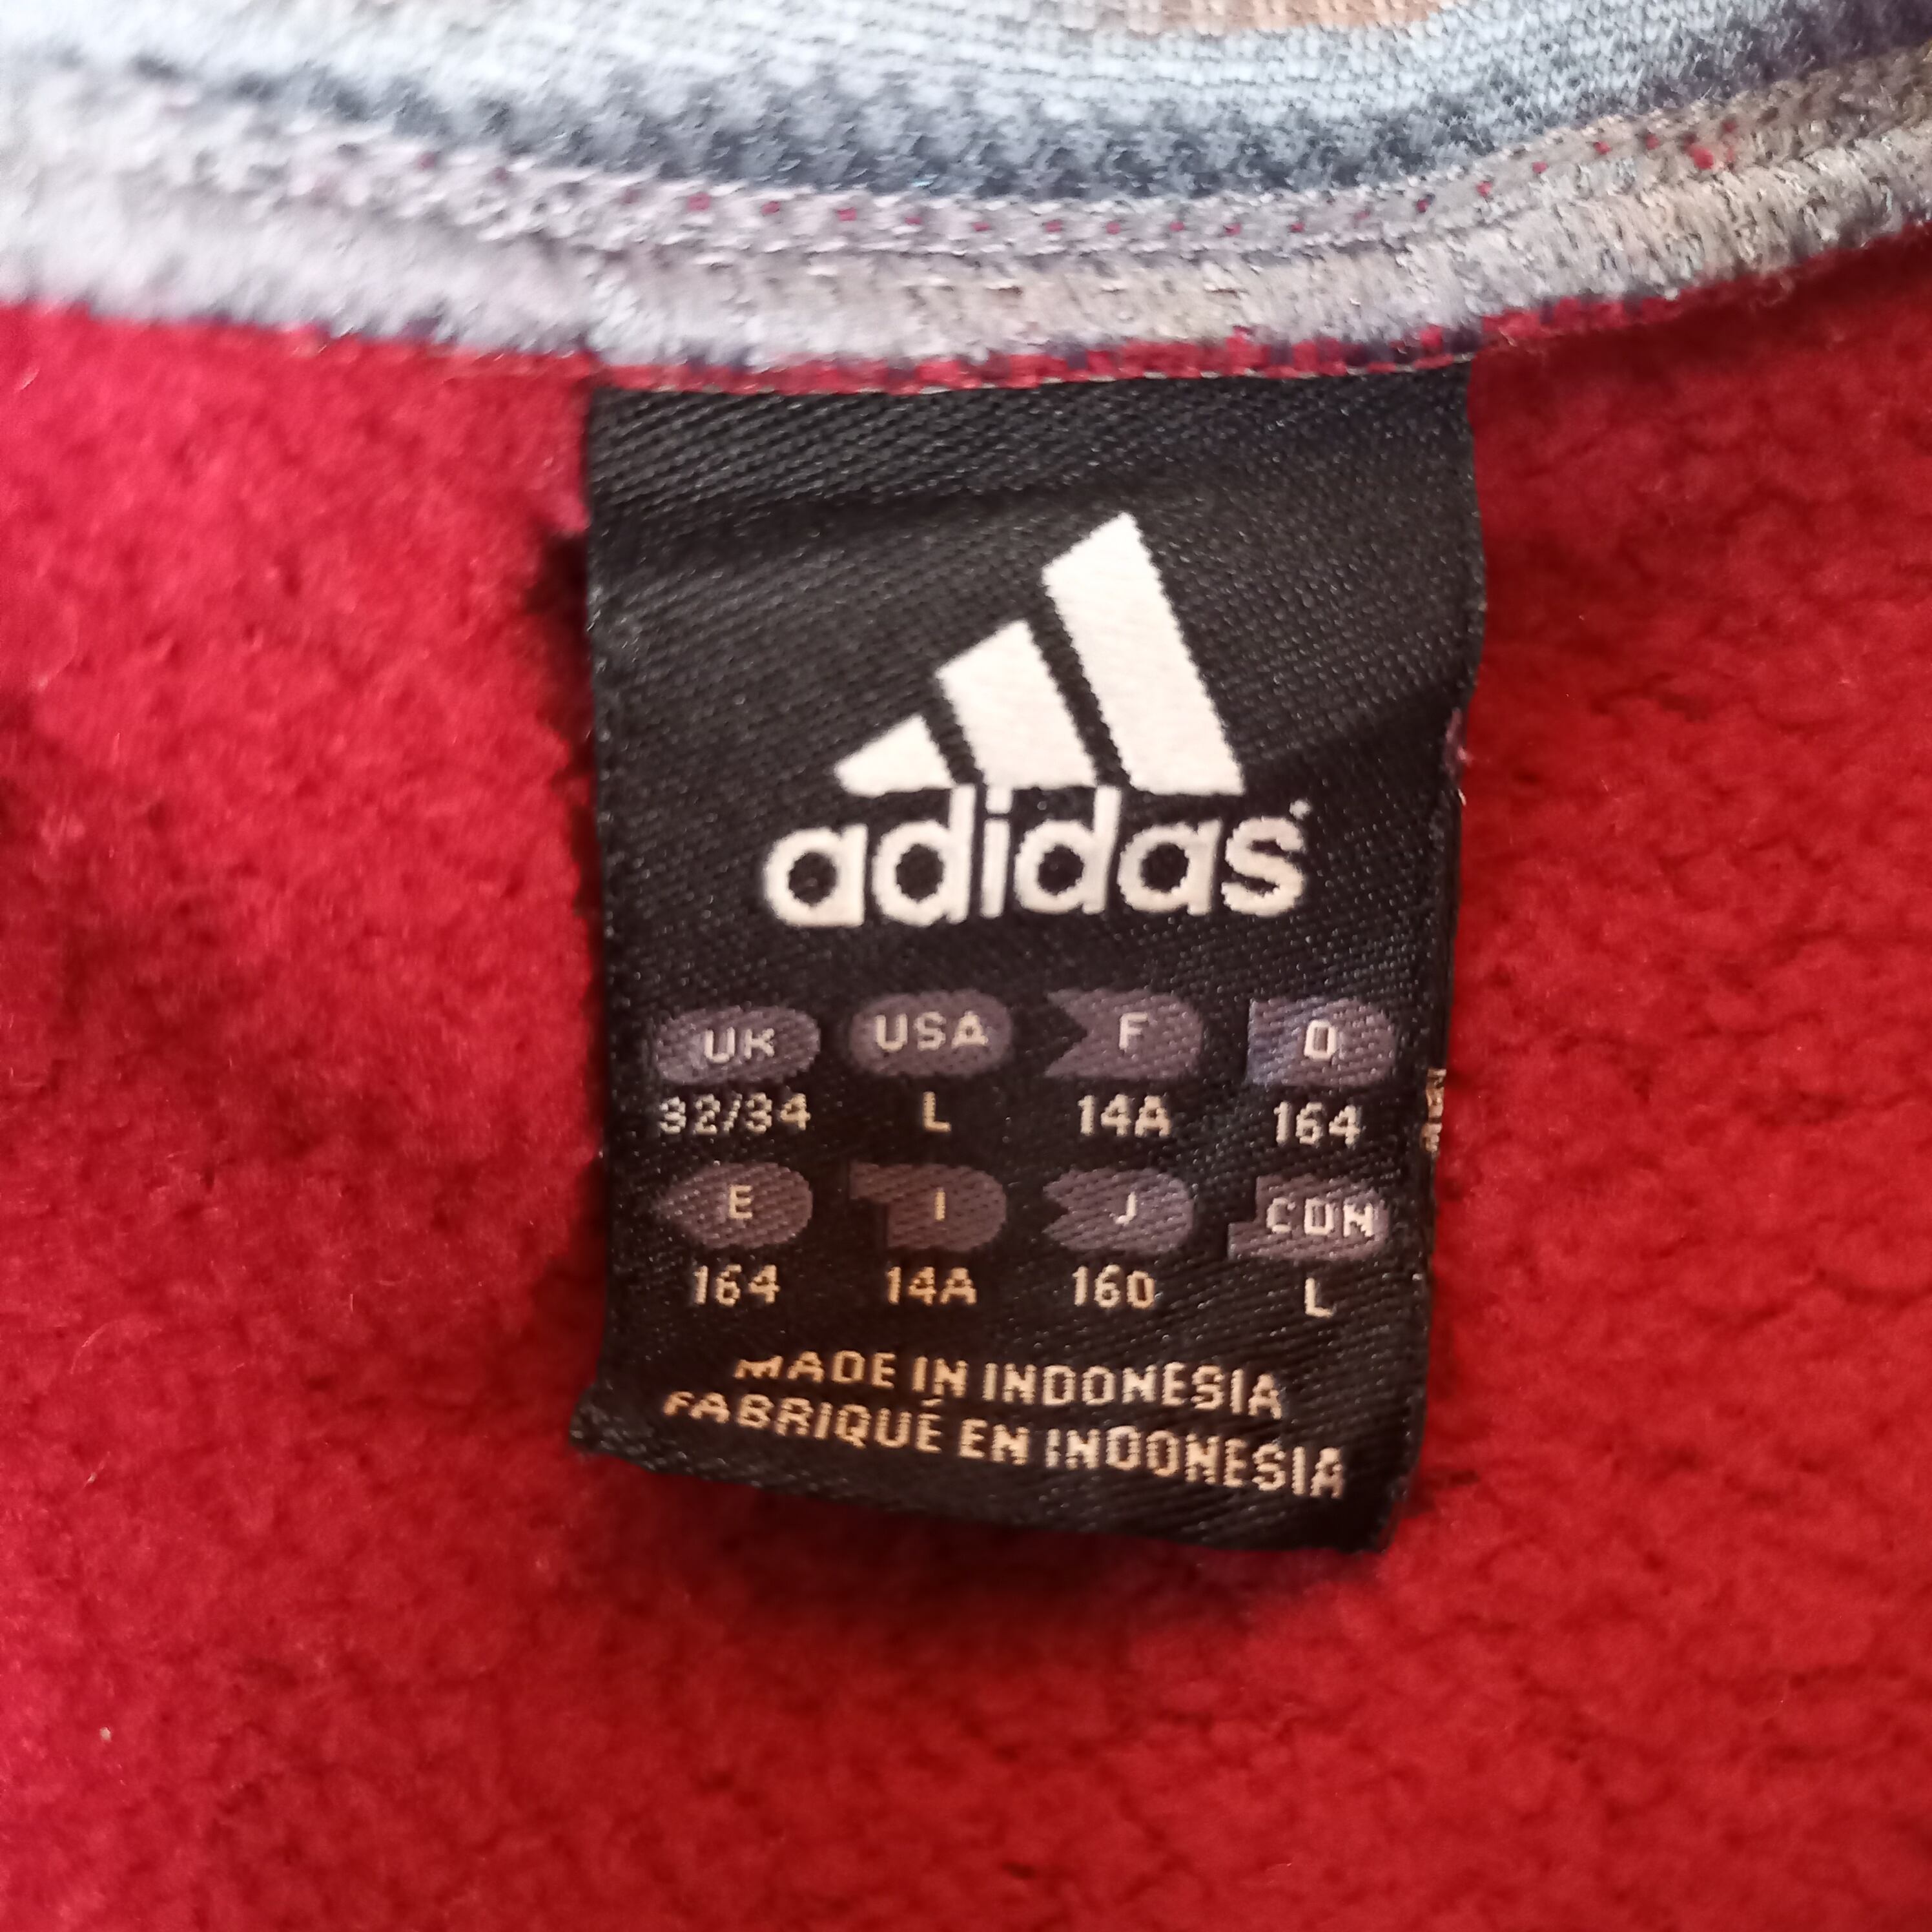 adidas
UK USA F D
32/34 L 14A 164
E I J CDN
164 14A 160 L
MADE IN INDONESIA
FABRIQUÉ EN INDONESIA